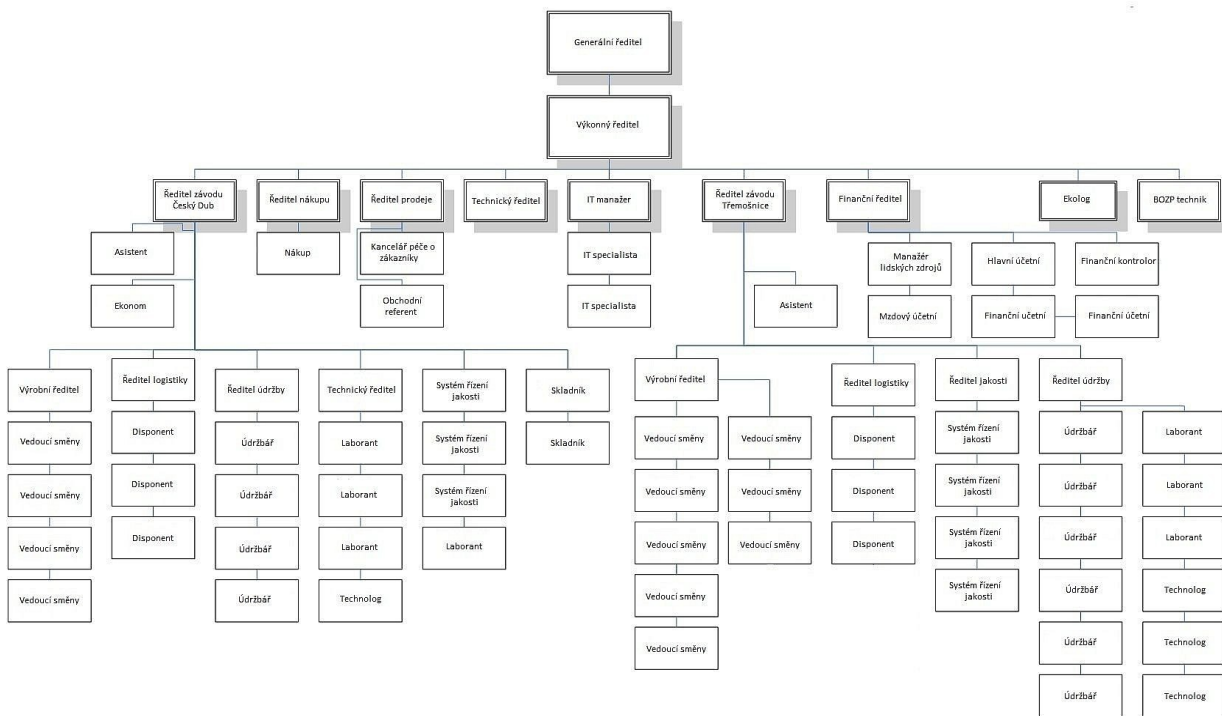 Generální ředitel
Výkonný ředitel
Ředitel závodu
Český Dub
Ředitel nákupu
Ředitel prodeje
Technický ředitel
IT manažer
Ředitel závodu
Třemošnice
Finanční ředitel
Ekolog
BOZP technik
Asistent
Nákup
Kancelář péče o
zákazníky
IT specialista
Manažér
lidských zdrojů
Hlavní účetní
Finanční kontrolor
Ekonom
Obchodní
referent
IT specialista
Asistent
Mzdový účetní
Finanční učetní
Finanční účetní
Výrobní ředitel
Ředitel logistiky
Ředitel údržby
Technický ředitel
Systém řízení
jakosti
Skladník
Výrobní ředitel
Ředitel logistiky
Ředitel jakosti
Ředitel údržby
Vedoucí směny
Disponent
Údržbář
Laborant
Systém řízení
jakosti
Skladník
Vedoucí směny
Vedoucí směny
Disponent
Systém řízení
jakosti
Údržbář
Laborant
Vedoucí směny
Disponent
Údržbář
Laborant
Systém řízení
jakosti
Vedoucí směny
Vedoucí směny
Disponent
Systém řízení
jakosti
Údržbář
Laborant
Vedoucí směny
Disponent
Údržbář
Laborant
Laborant
Vedoucí směny
Vedoucí směny
Disponent
Systém řízení
jakosti
Údržbář
Laborant
Vedoucí směny
Údržbář
Technolog
Vedoucí směny
Systém řízení
jakosti
Údržbář
Technolog
Vedoucí směny
Údržbář
Technolog
Údržbář
Technolog